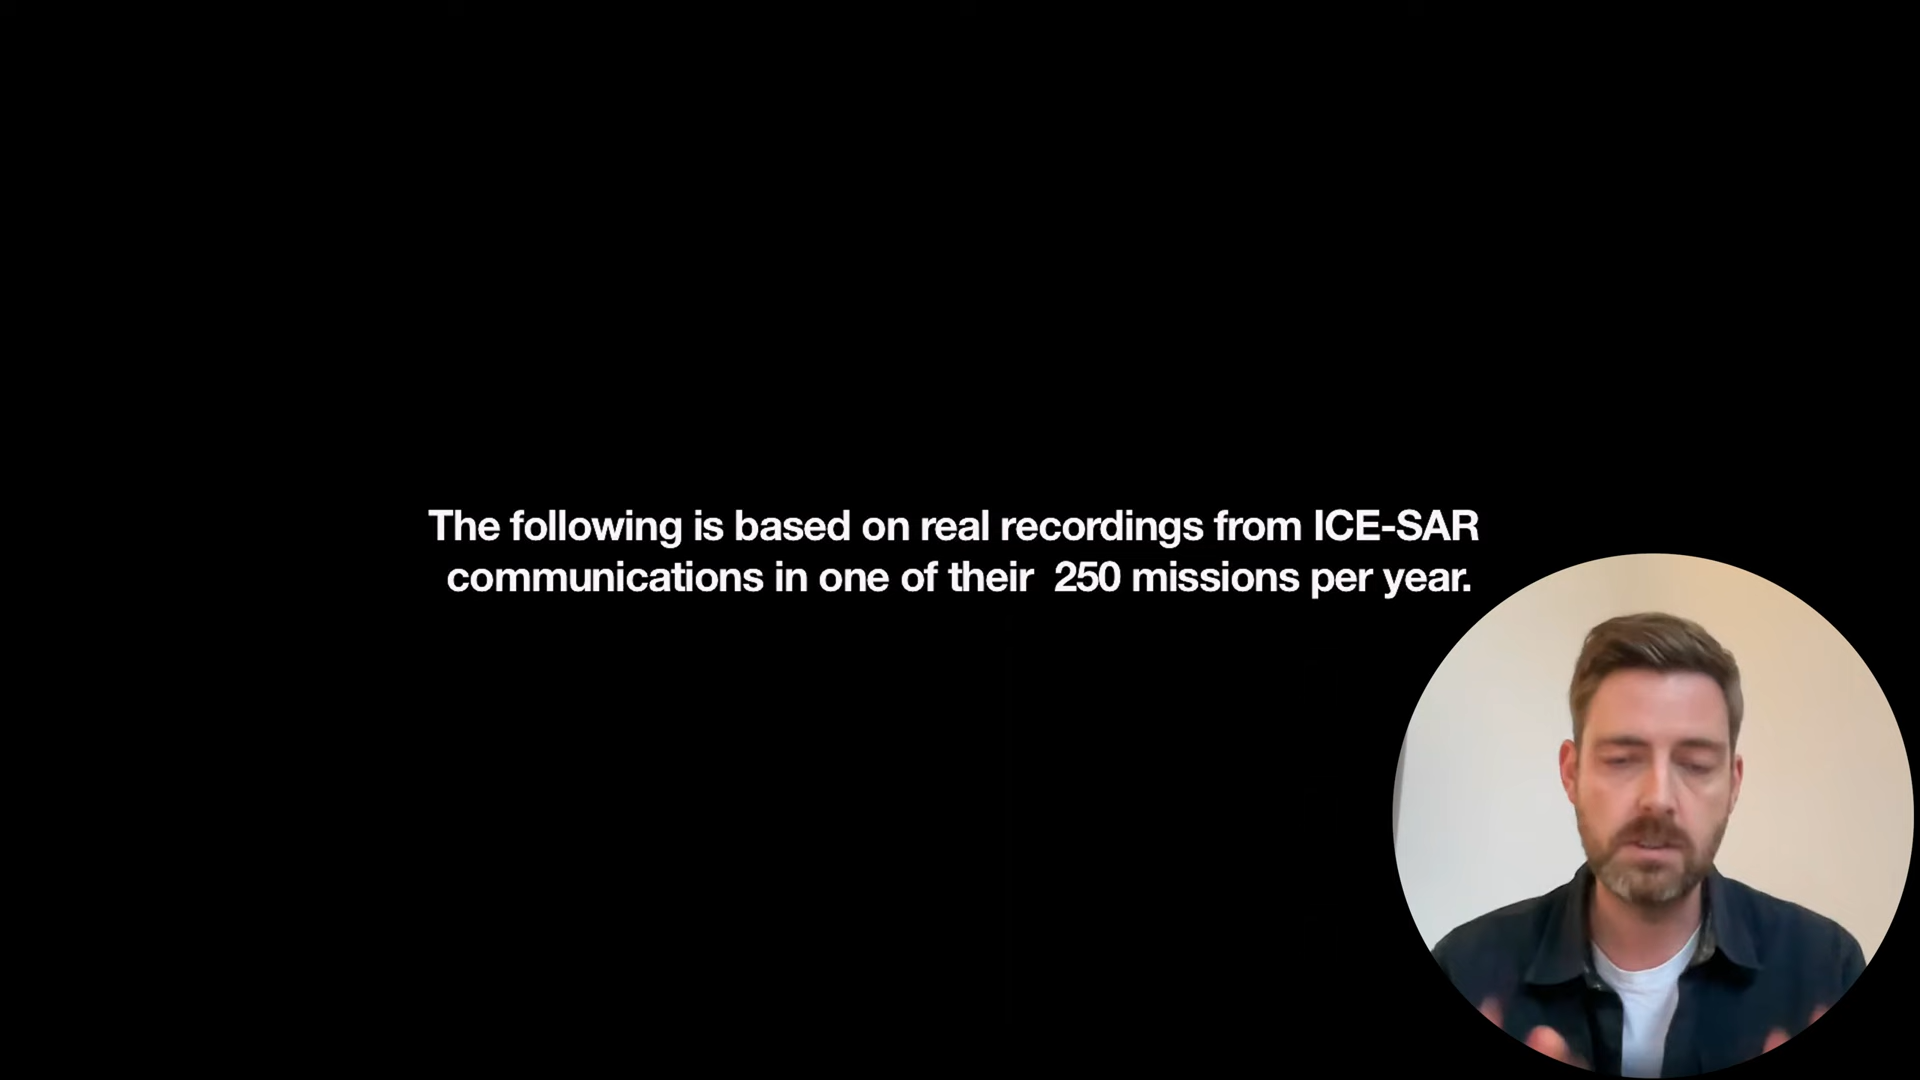 The following is based on real recordings from ICE-SAR
communications in one of their  250 missions per year.